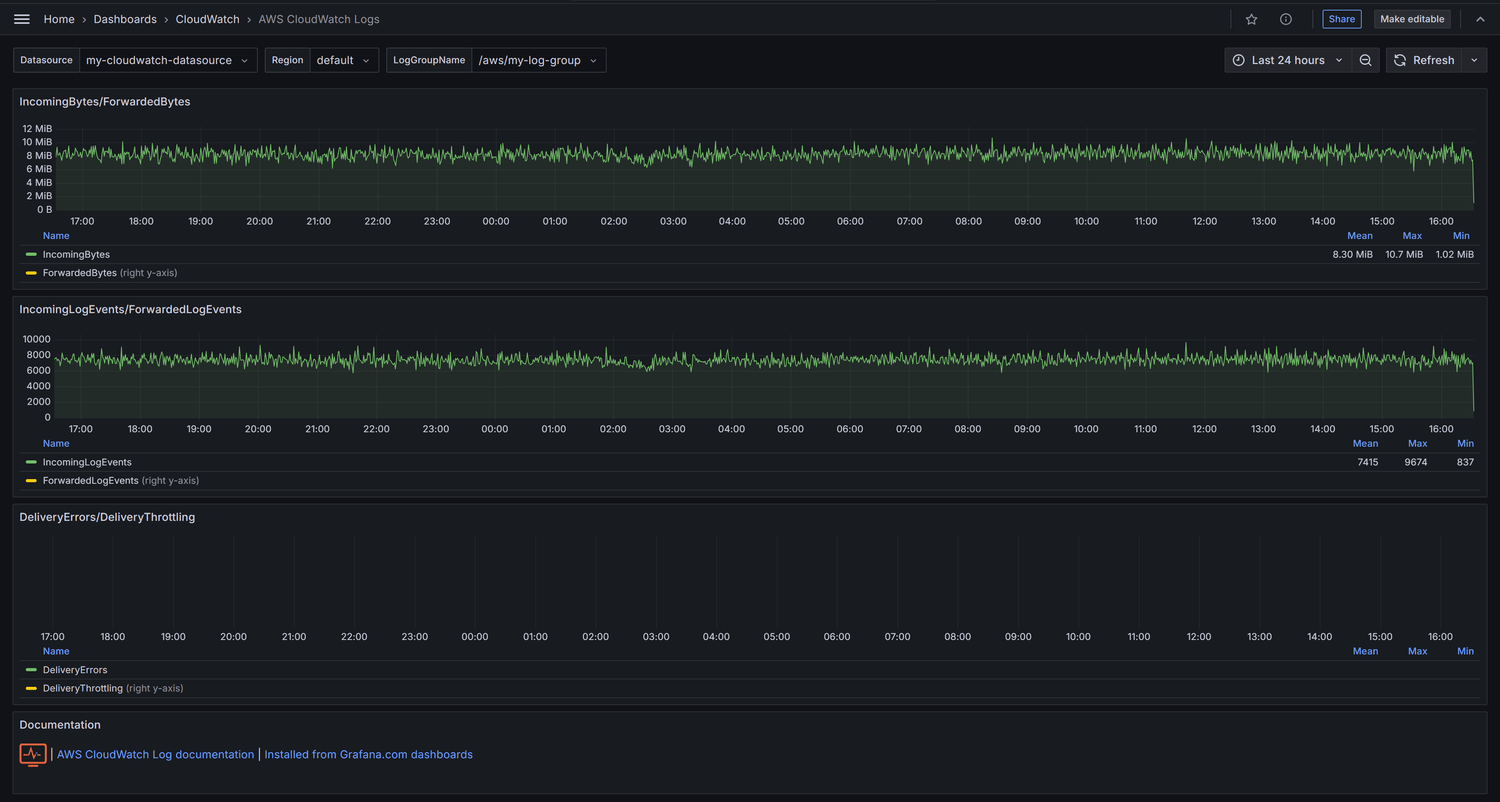 Home › Dashboards › CloudWatch › AWS CloudWatch Logs
Share
Make editable
Datasource my-cloudwatch-datasource
Region default
LogGroupName /aws/my-log-group
Last 24 hours
Refresh
IncomingBytes/ForwardedBytes
12 MiB
10 MiB
8 MiB
6 MiB
4 MiB
2 MiB
0 B
17:00 18:00 19:00 20:00 21:00 22:00 23:00 00:00 01:00 02:00 03:00 04:00 05:00 06:00 07:00 08:00 09:00 10:00 11:00 12:00 13:00 14:00 15:00 16:00
Name Mean Max Min
IncomingBytes 8.30 MiB 10.7 MiB 1.02 MiB
ForwardedBytes (right y-axis)
IncomingLogEvents/ForwardedLogEvents
10000
8000
6000
4000
2000
0
17:00 18:00 19:00 20:00 21:00 22:00 23:00 00:00 01:00 02:00 03:00 04:00 05:00 06:00 07:00 08:00 09:00 10:00 11:00 12:00 13:00 14:00 15:00 16:00
Name Mean Max Min
IncomingLogEvents 7415 9674 837
ForwardedLogEvents (right y-axis)
DeliveryErrors/DeliveryThrottling
17:00 18:00 19:00 20:00 21:00 22:00 23:00 00:00 01:00 02:00 03:00 04:00 05:00 06:00 07:00 08:00 09:00 10:00 11:00 12:00 13:00 14:00 15:00 16:00
Name Mean Max Min
DeliveryErrors
DeliveryThrottling (right y-axis)
Documentation
| AWS CloudWatch Log documentation | Installed from Grafana.com dashboards